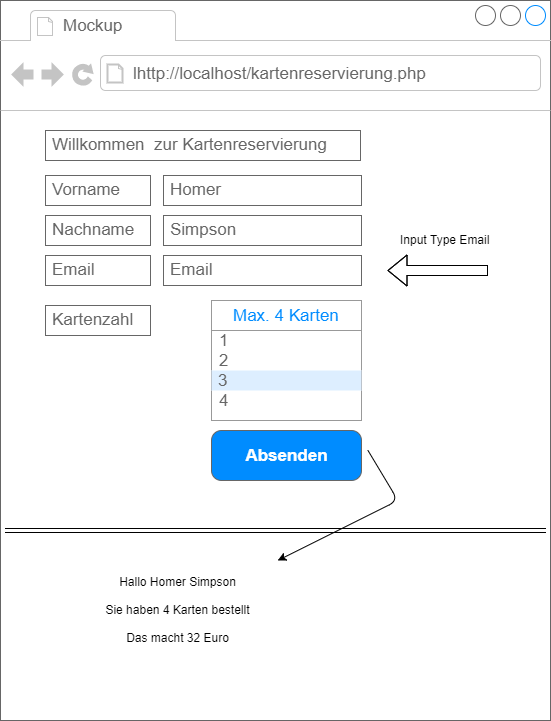 Mockup
lhttp://localhost/kartenreservierung.php
Willkommen  zur Kartenreservierung
Vorname Homer
Nachname Simpson
Input Type Email
Email Email
Kartenzahl
Max. 4 Karten
1
2
3
4
Absenden
Hallo Homer Simpson
Sie haben 4 Karten bestellt
Das macht 32 Euro